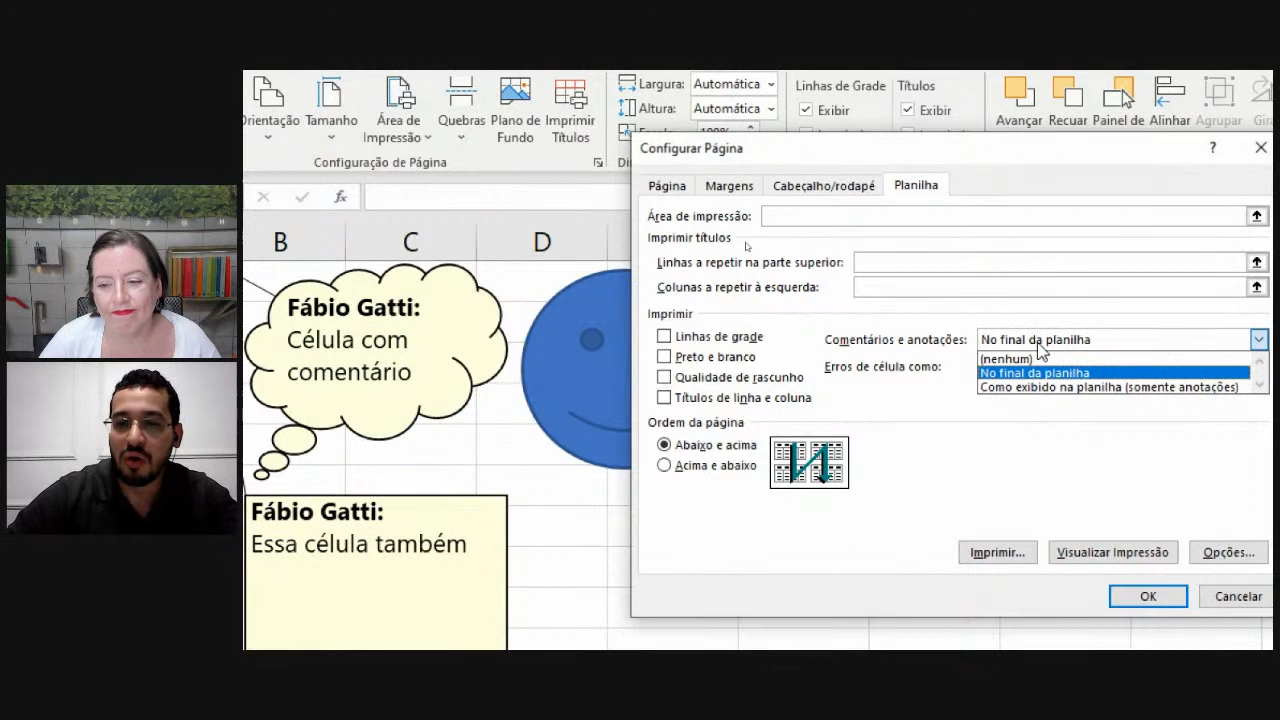 Largura: Automática
Altura: Automática
Linhas de Grade
Títulos
Exibir
Exibir
Orientação
Tamanho
Área de
Impressão
Quebras
Plano de
Fundo
Imprimir
Títulos
Avançar
Recuar
Painel de
Alinhar
Agrupar
Configuração de Página
Configurar Página
?
Página
Margens
Cabeçalho/rodapé
Planilha
fx
Área de impressão:
Imprimir títulos
Linhas a repetir na parte superior:
Colunas a repetir à esquerda:
Imprimir
Linhas de grade
Preto e branco
Qualidade de rascunho
Títulos de linha e coluna
Comentários e anotações: No final da planilha
(nenhum)
No final da planilha
Como exibido na planilha (somente anotações)
Erros de célula como:
Ordem da página
Abaixo e acima
Acima e abaixo
Imprimir...
Visualizar Impressão
Opções...
OK
Cancelar
B C D
Fábio Gatti:
Célula com
comentário
Fábio Gatti:
Essa célula também